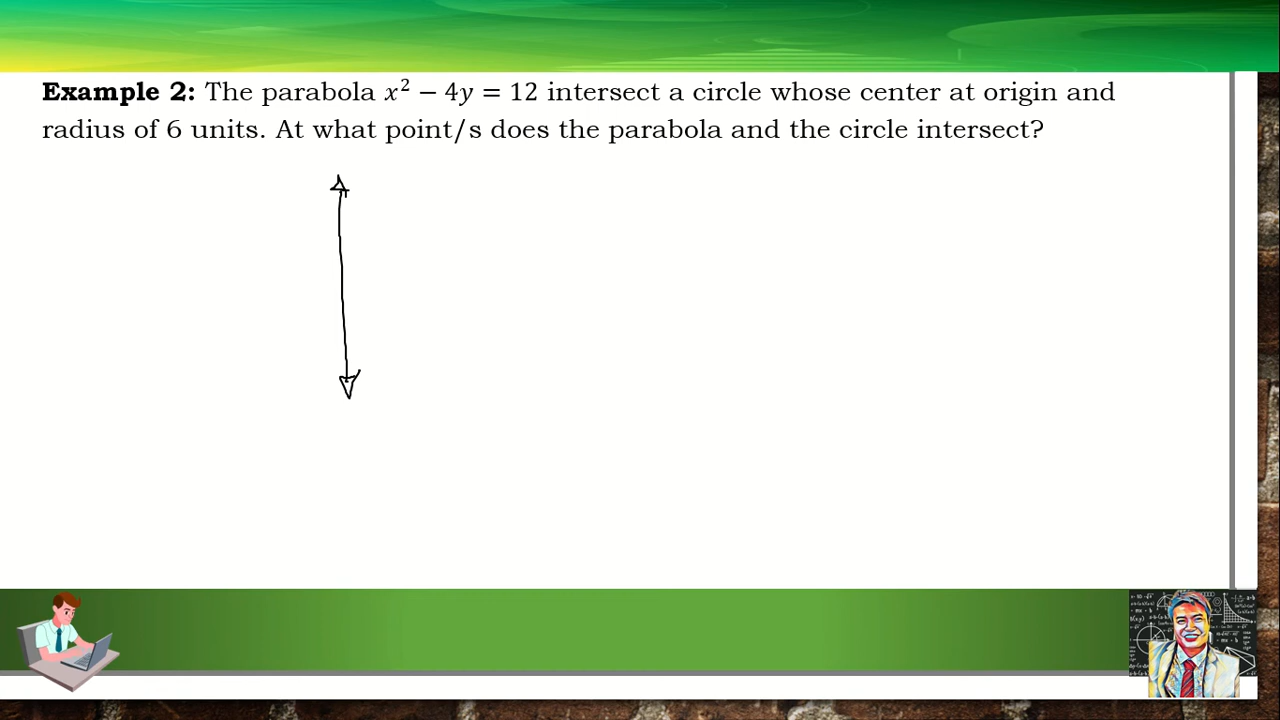 Example 2: The parabola 𝑥² − 4𝑦 = 12 intersect a circle whose center at origin and
radius of 6 units. At what point/s does the parabola and the circle intersect?